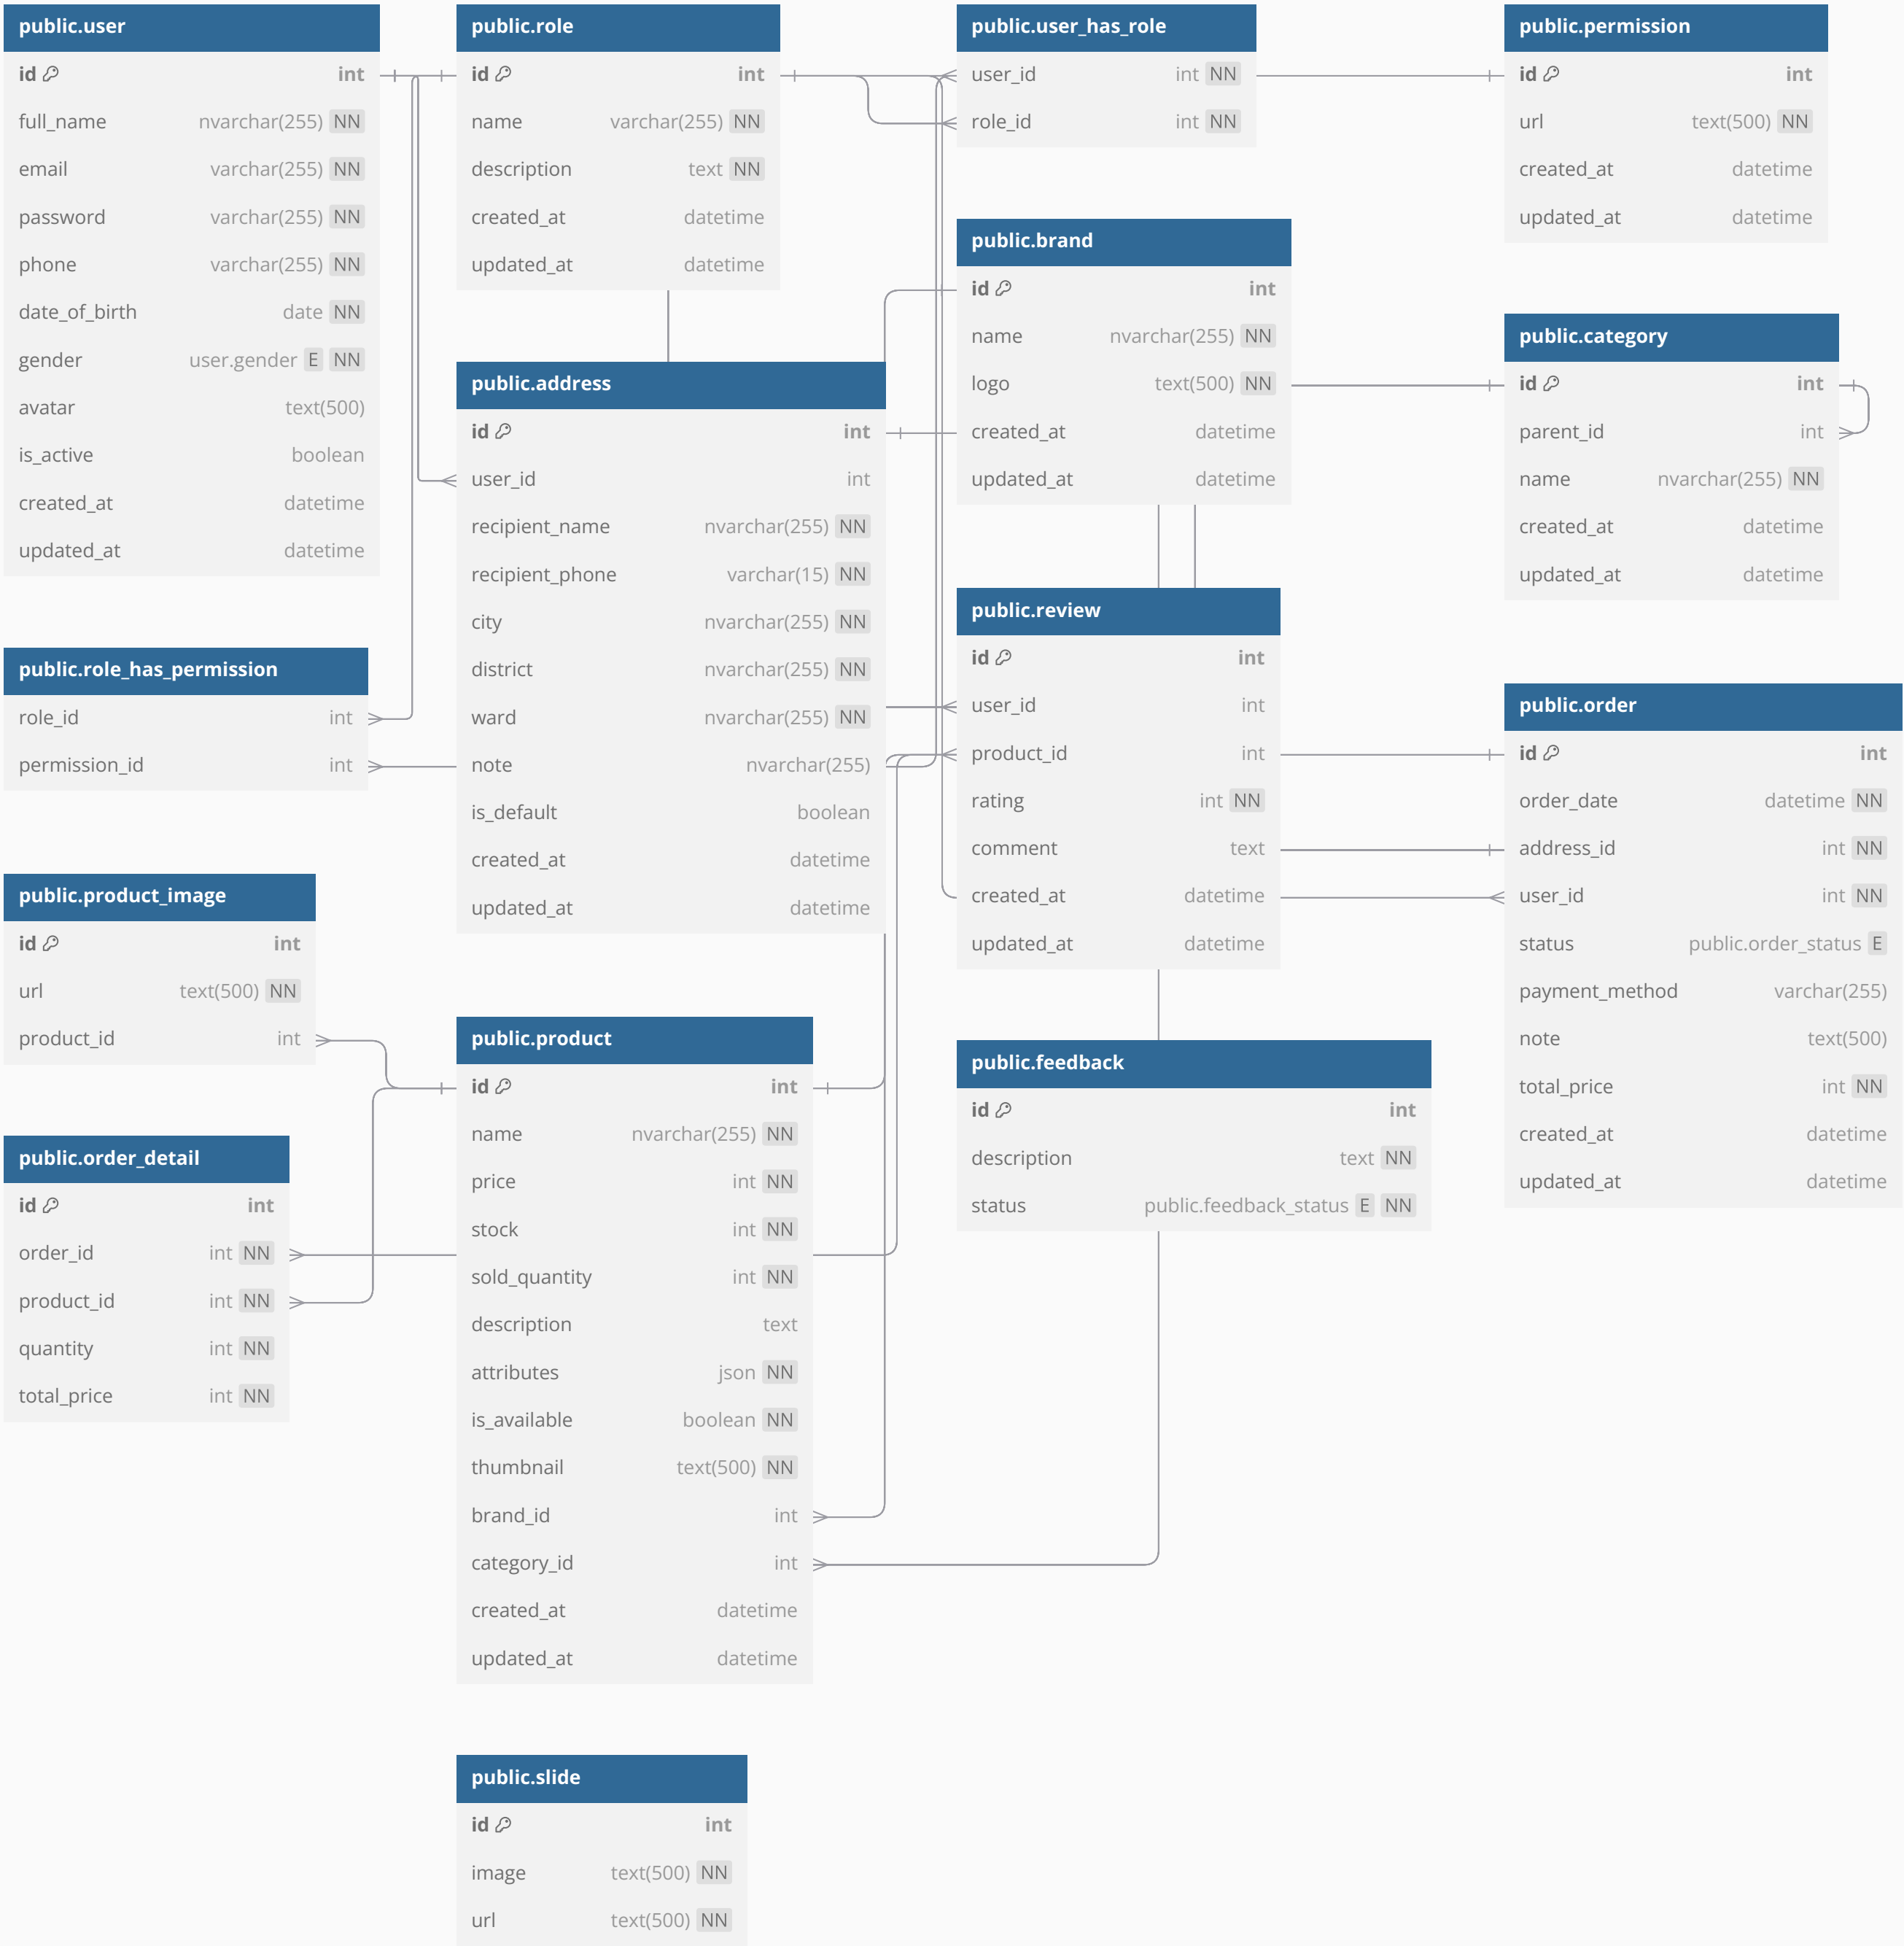 public.user
id int
full_name nvarchar(255) NN
email varchar(255) NN
password varchar(255) NN
phone varchar(255) NN
date_of_birth date NN
gender user.gender E NN
avatar text(500)
is_active boolean
created_at datetime
updated_at datetime
public.role_has_permission
role_id int
permission_id int
public.product_image
id int
url text(500) NN
product_id int
public.order_detail
id int
order_id int NN
product_id int NN
quantity int NN
total_price int NN
public.role
id int
name varchar(255) NN
description text NN
created_at datetime
updated_at datetime
public.address
id int
user_id int
recipient_name nvarchar(255) NN
recipient_phone varchar(15) NN
city nvarchar(255) NN
district nvarchar(255) NN
ward nvarchar(255) NN
note nvarchar(255)
is_default boolean
created_at datetime
updated_at datetime
public.product
id int
name nvarchar(255) NN
price int NN
stock int NN
sold_quantity int NN
description text
attributes json NN
is_available boolean NN
thumbnail text(500) NN
brand_id int
category_id int
created_at datetime
updated_at datetime
public.slide
id int
image text(500) NN
url text(500) NN
public.user_has_role
user_id int NN
role_id int NN
public.brand
id int
name nvarchar(255) NN
logo text(500) NN
created_at datetime
updated_at datetime
public.review
id int
user_id int
product_id int
rating int NN
comment text
created_at datetime
updated_at datetime
public.feedback
id int
description text NN
status public.feedback_status E NN
public.permission
id int
url text(500) NN
created_at datetime
updated_at datetime
public.category
id int
parent_id int
name nvarchar(255) NN
created_at datetime
updated_at datetime
public.order
id int
order_date datetime NN
address_id int NN
user_id int NN
status public.order_status E
payment_method varchar(255)
note text(500)
total_price int NN
created_at datetime
updated_at datetime